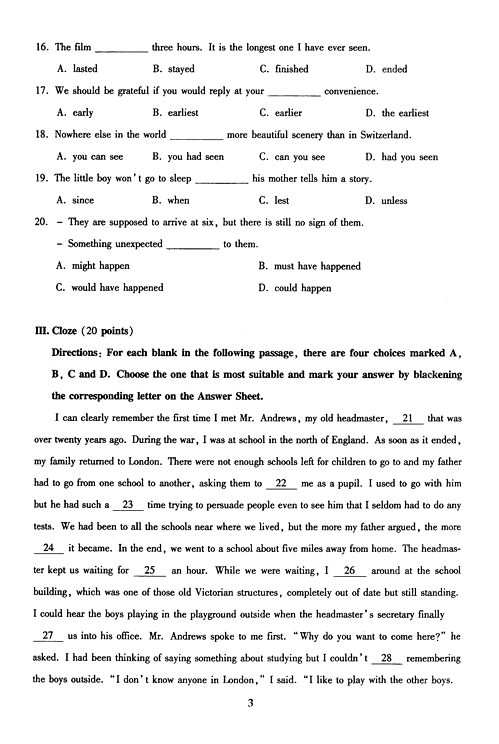 16. The film ________ three hours. It is the longest one I have ever seen.
A. lasted B. stayed C. finished D. ended
17. We should be grateful if you would reply at your ________ convenience.
A. early B. earliest C. earlier D. the earliest
18. Nowhere else in the world ________ more beautiful scenery than in Switzerland.
A. you can see B. you had seen C. can you see D. had you seen
19. The little boy won't go to sleep ________ his mother tells him a story.
A. since B. when C. lest D. unless
20. – They are supposed to arrive at six, but there is still no sign of them.
– Something unexpected ________ to them.
A. might happen B. must have happened
C. would have happened D. could happen
III. Cloze (20 points)
Directions: For each blank in the following passage, there are four choices marked A,
B, C and D. Choose the one that is most suitable and mark your answer by blackening
the corresponding letter on the Answer Sheet.
I can clearly remember the first time I met Mr. Andrews, my old headmaster, 21 that was
over twenty years ago. During the war, I was at school in the north of England. As soon as it ended,
my family returned to London. There were not enough schools left for children to go to and my father
had to go from one school to another, asking them to 22 me as a pupil. I used to go with him
but he had such a 23 time trying to persuade people even to see him that I seldom had to do any
tests. We had been to all the schools near where we lived, but the more my father argued, the more
24 it became. In the end, we went to a school about five miles away from home. The headmas-
ter kept us waiting for 25 an hour. While we were waiting, I 26 around at the school
building, which was one of those old Victorian structures, completely out of date but still standing.
I could hear the boys playing in the playground outside when the headmaster's secretary finally
27 us into his office. Mr. Andrews spoke to me first. "Why do you want to come here?" he
asked. I had been thinking of saying something about studying but I couldn't 28 remembering
the boys outside. "I don't know anyone in London," I said. "I like to play with the other boys.
3